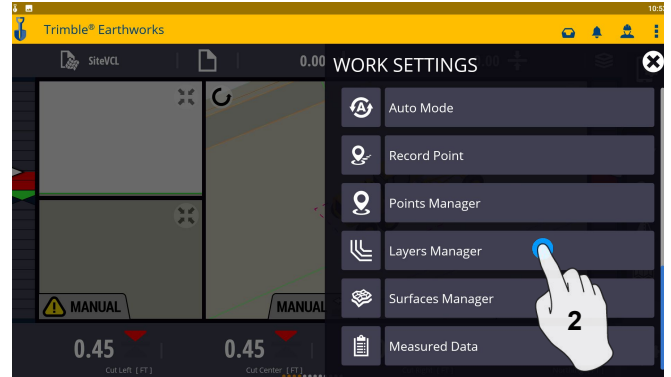 10:5
Trimble® Earthworks
SiteVCL
0.00
.00
WORK SETTINGS
Auto Mode
Record Point
Points Manager
Layers Manager
Surfaces Manager
2
Measured Data
MANUAL
MANUAL
0.45
0.45
Cut Left [FT]
Cut Center [FT]